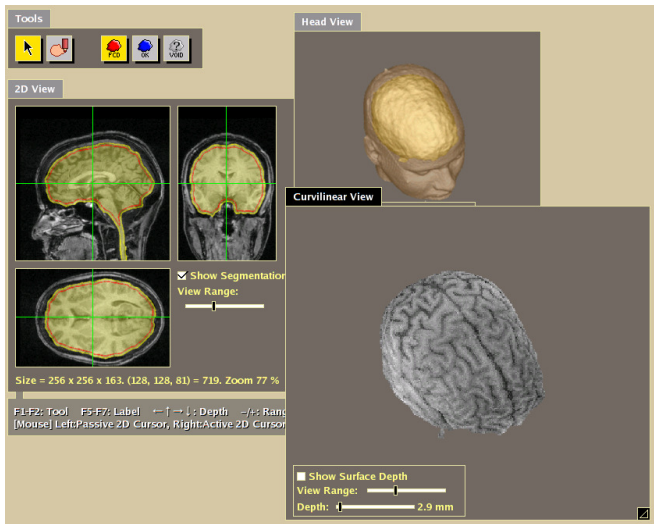 Tools
FCD
OK
VOID
2D View
Show Segmentation
View Range:
Size = 256 x 256 x 163. (128, 128, 81) = 719. Zoom 77 %
F1-F2: Tool F5-F7: Label ←↑→↓: Depth -/+: Rang
[Mouse] Left:Passive 2D Cursor, Right:Active 2D Cursor
Head View
Curvilinear View
Show Surface Depth
View Range:
Depth: 2.9 mm